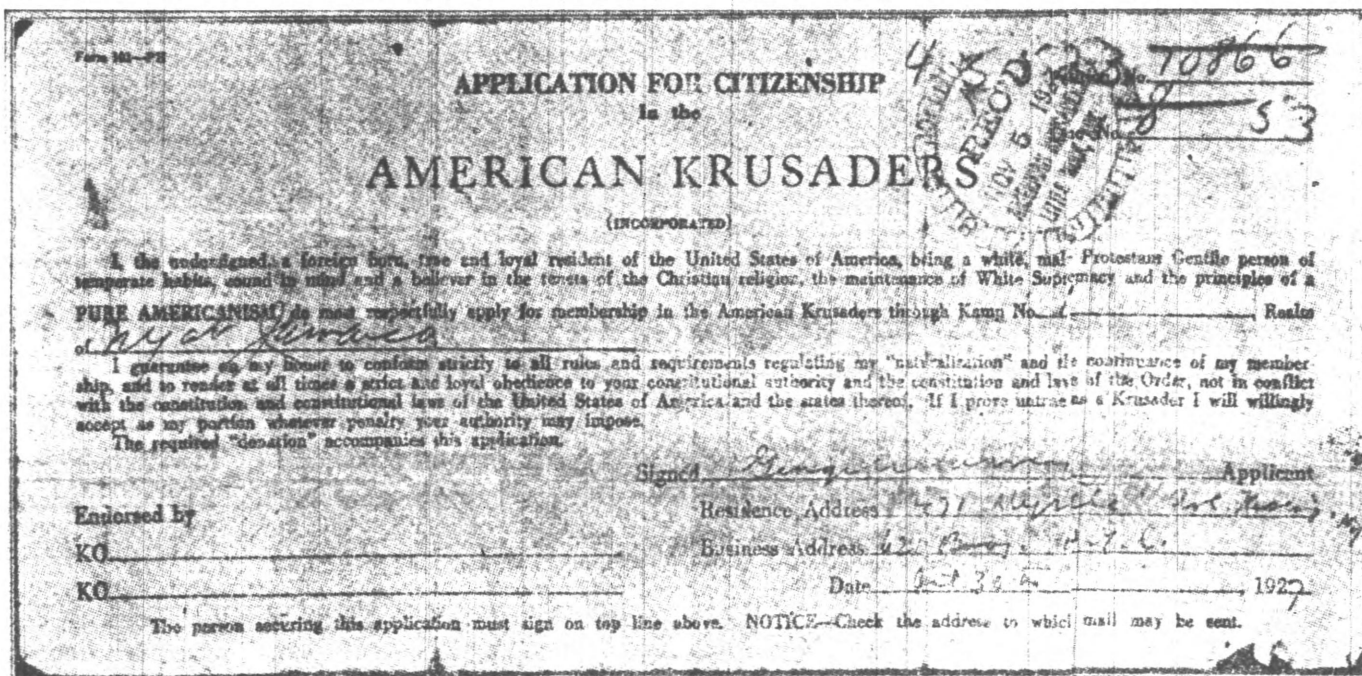 APPLICATION FOR CITIZENSHIP
in the
AMERICAN KRUSADERS
(INCORPORATED)
REC'D
NOV 5
No. 10866
No. 8 53
I, the undersigned, a foreign born, true and loyal resident of the United States of America, being a white, male Protestant Gentile person of
temperate habits, sound in mind and a believer in the tenets of the Christian religion, the maintenance of White Supremacy and the principles of a
PURE AMERICANISM do most respectfully apply for membership in the American Krusaders through Kamp No. Realm
of
I guarantee on my honor to conform strictly to all rules and requirements regulating my "naturalization" and the continuance of my member-
ship, and to render at all times a strict and loyal obedience to your constitutional authority and the constitution and laws of the Order, not in conflict
with the constitution and constitutional laws of the United States of America and the states thereof. If I prove untrue as a Krusader I will willingly
accept as my portion whatever penalty your authority may impose.
The required "donation" accompanies this application.
Signed Applicant
Endorsed by
Residence Address 471
KO
Business Address
KO
Date 1927
The person securing this application must sign on top line above. NOTICE—Check the address to which mail may be sent.